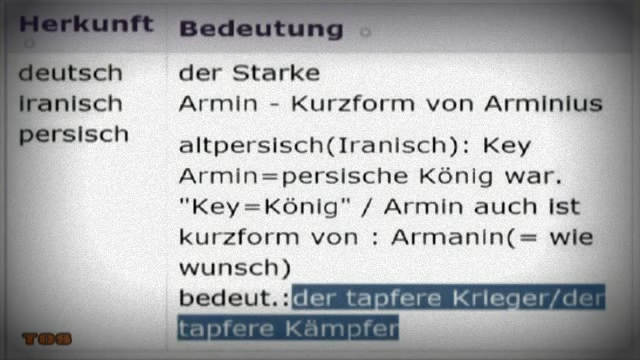 Herkunft
Bedeutung
deutsch
iranisch
persisch
der Starke
Armin - Kurzform von Arminius
altpersisch(Iranisch): Key
Armin=persische König war.
"Key=König" / Armin auch ist
kurzform von : Armanin(= wie
wunsch)
bedeut.:der tapfere Krieger/der
tapfere Kämpfer